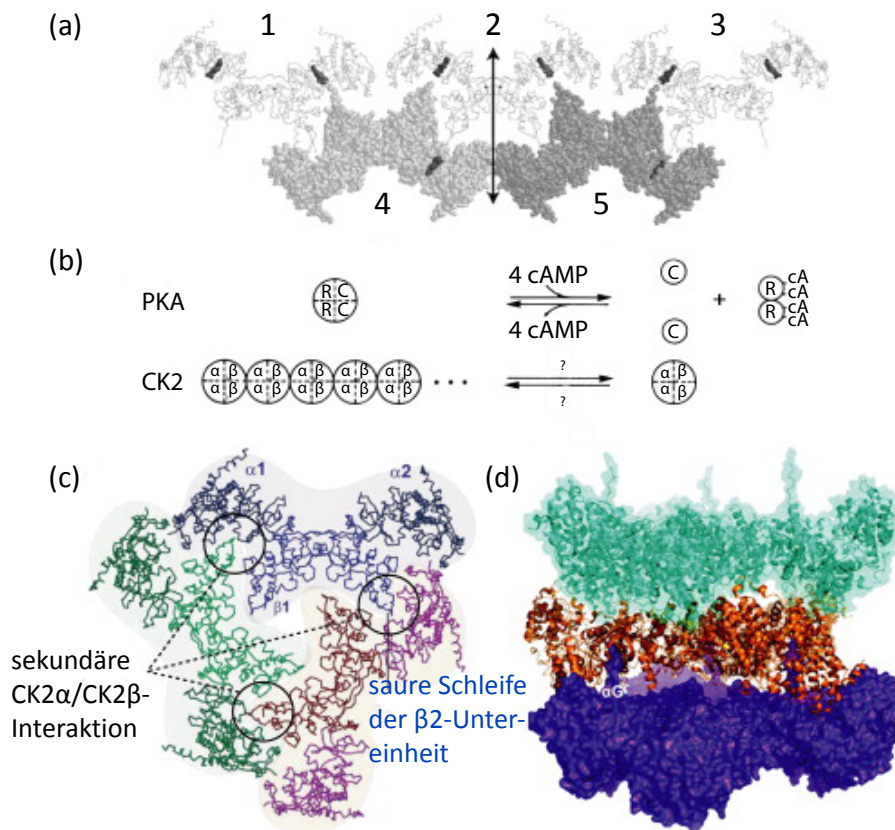 (a)
1 2 3
4 5
(b)
4 cAMP C cA
PKA R C + R cA
R C R cA
4 cAMP C cA
CK2 α β α β α β α β α β ? α β
α β α β α β α β α β • • • ? α β
(c) α1 α2 (d)
β1
sekundäre
CK2α/CK2β-
Interaktion
saure Schleife
der β2-Unter-
einheit
αG